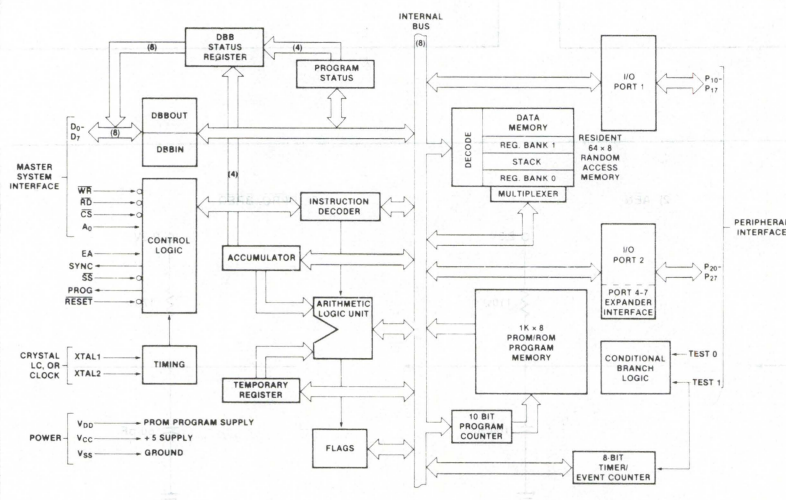 INTERNAL
BUS
(8)
DBB
STATUS
REGISTER
(8)
(4)
PROGRAM
STATUS
I/O
PORT 1
P10-
P17
D0-
D7
(8)
DBBOUT
DBBIN
DECODE
DATA
MEMORY
REG. BANK 1
STACK
REG. BANK 0
MULTIPLEXER
RESIDENT
64 × 8
RANDOM
ACCESS
MEMORY
MASTER
SYSTEM
INTERFACE
(4)
WR
RD
CS
A0
EA
SYNC
SS
PROG
RESET
CONTROL
LOGIC
INSTRUCTION
DECODER
ACCUMULATOR
PERIPHERAL
INTERFACE
I/O
PORT 2
PORT 4-7
EXPANDER
INTERFACE
P20-
P27
ARITHMETIC
LOGIC UNIT
1K × 8
PROM/ROM
PROGRAM
MEMORY
CONDITIONAL
BRANCH
LOGIC
TEST 0
TEST 1
CRYSTAL
LC, OR
CLOCK
XTAL1
XTAL2
TIMING
TEMPORARY
REGISTER
10 BIT
PROGRAM
COUNTER
POWER
VDD
PROM PROGRAM SUPPLY
VCC
+5 SUPPLY
VSS
GROUND
FLAGS
8-BIT
TIMER/
EVENT COUNTER